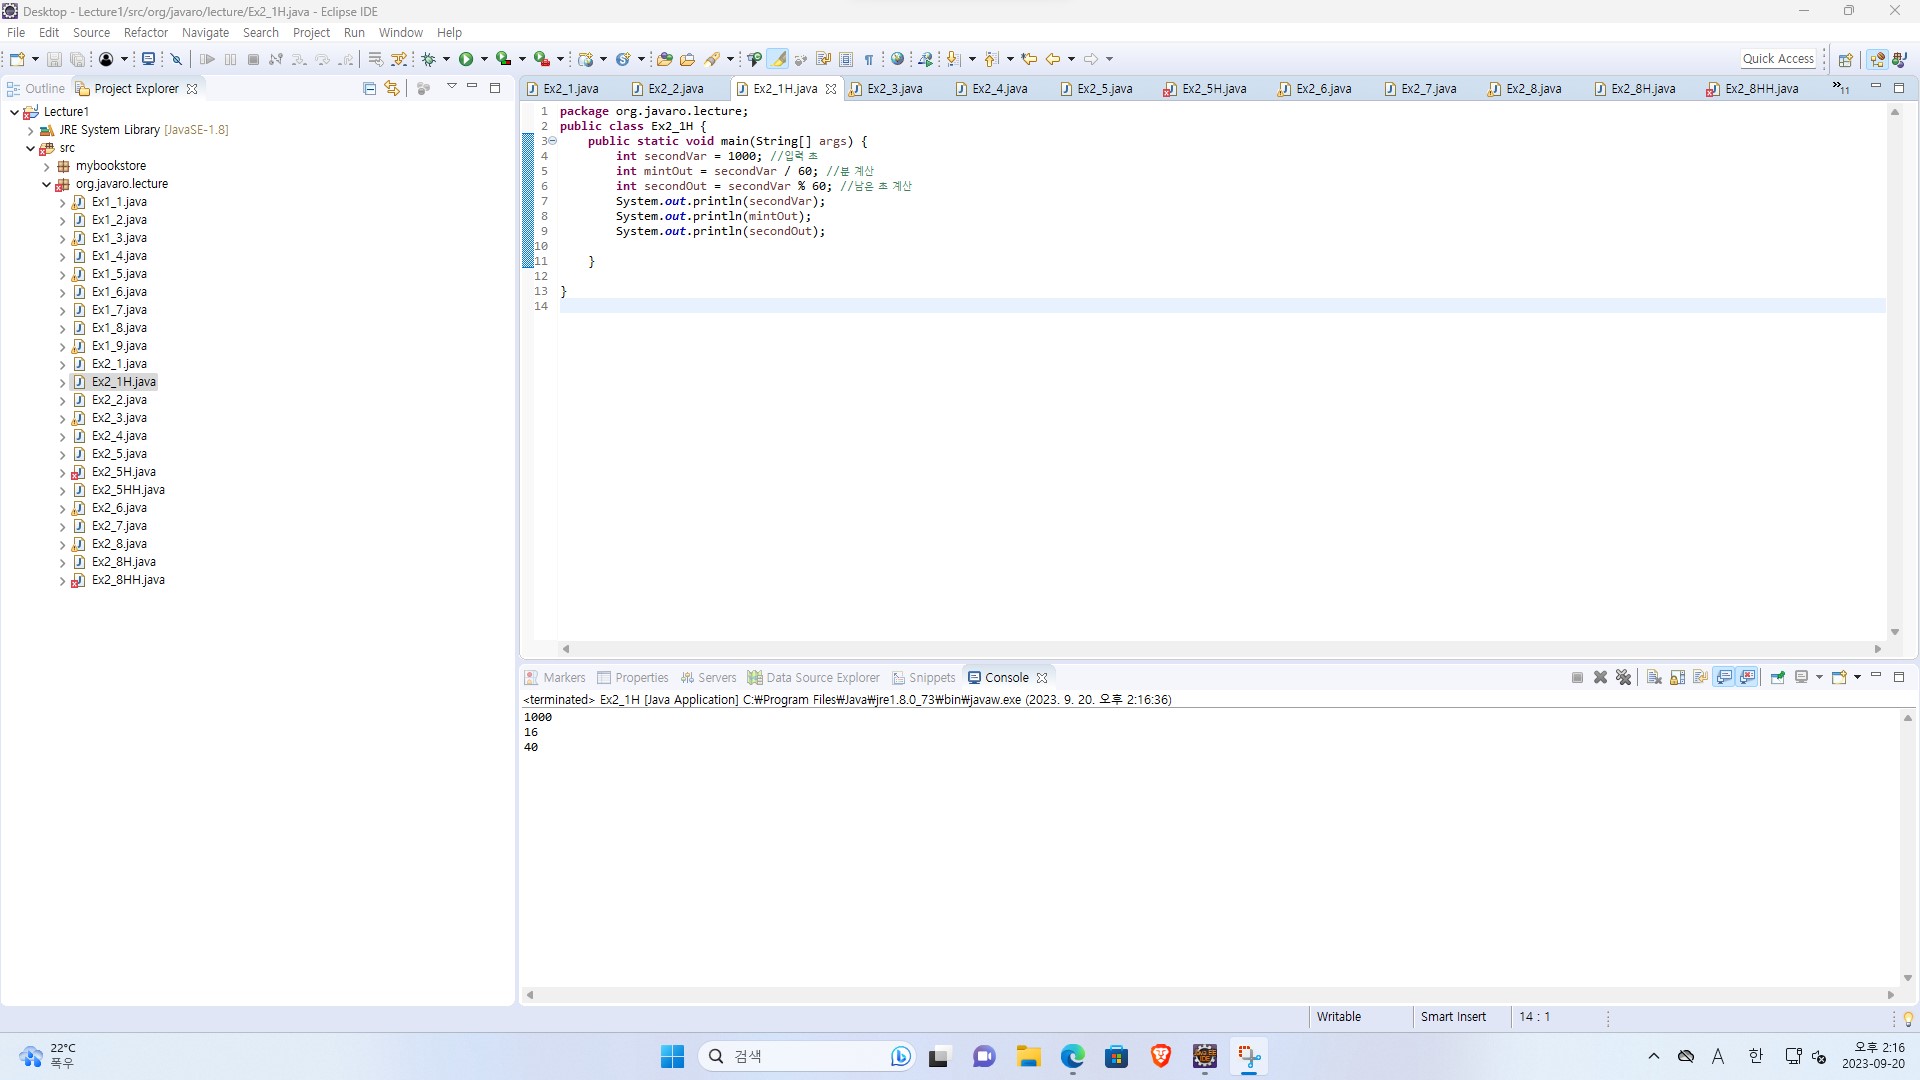 Desktop - Lecture1/src/org/javaro/lecture/Ex2_1H.java - Eclipse IDE
File Edit Source Refactor Navigate Search Project Run Window Help
Quick Access
Outline Project Explorer
Lecture1
JRE System Library [JavaSE-1.8]
src
mybookstore
org.javaro.lecture
Ex1_1.java
Ex1_2.java
Ex1_3.java
Ex1_4.java
Ex1_5.java
Ex1_6.java
Ex1_7.java
Ex1_8.java
Ex1_9.java
Ex2_1.java
Ex2_1H.java
Ex2_2.java
Ex2_3.java
Ex2_4.java
Ex2_5.java
Ex2_5H.java
Ex2_5HH.java
Ex2_6.java
Ex2_7.java
Ex2_8.java
Ex2_8H.java
Ex2_8HH.java
Ex2_1.java Ex2_2.java Ex2_1H.java Ex2_3.java Ex2_4.java Ex2_5.java Ex2_5H.java Ex2_6.java Ex2_7.java Ex2_8.java Ex2_8H.java Ex2_8HH.java »11
1 package org.javaro.lecture;
2 public class Ex2_1H {
3 public static void main(String[] args) {
4 int secondVar = 1000; //입력 초
5 int mintOut = secondVar / 60; //분 계산
6 int secondOut = secondVar % 60; //남은 초 계산
7 System.out.println(secondVar);
8 System.out.println(mintOut);
9 System.out.println(secondOut);
10
11 }
12
13 }
14
Markers Properties Servers Data Source Explorer Snippets Console
<terminated> Ex2_1H [Java Application] C:₩Program Files₩Java₩jre1.8.0_73₩bin₩javaw.exe (2023. 9. 20. 오후 2:16:36)
1000
16
40
Writable Smart Insert 14 : 1
22°C
폭우
검색
A 한
오후 2:16
2023-09-20